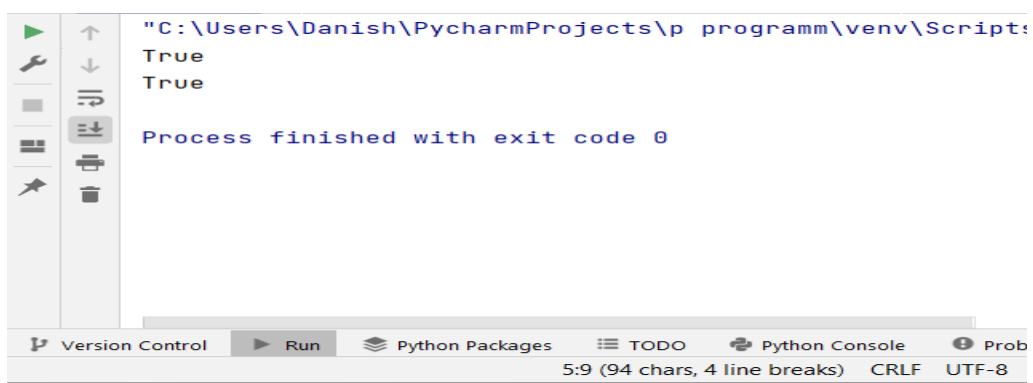 "C:\Users\Danish\PycharmProjects\p programm\venv\Scripts
True
True
Process finished with exit code 0
Version Control Run Python Packages TODO Python Console Prob
5:9 (94 chars, 4 line breaks) CRLF UTF-8